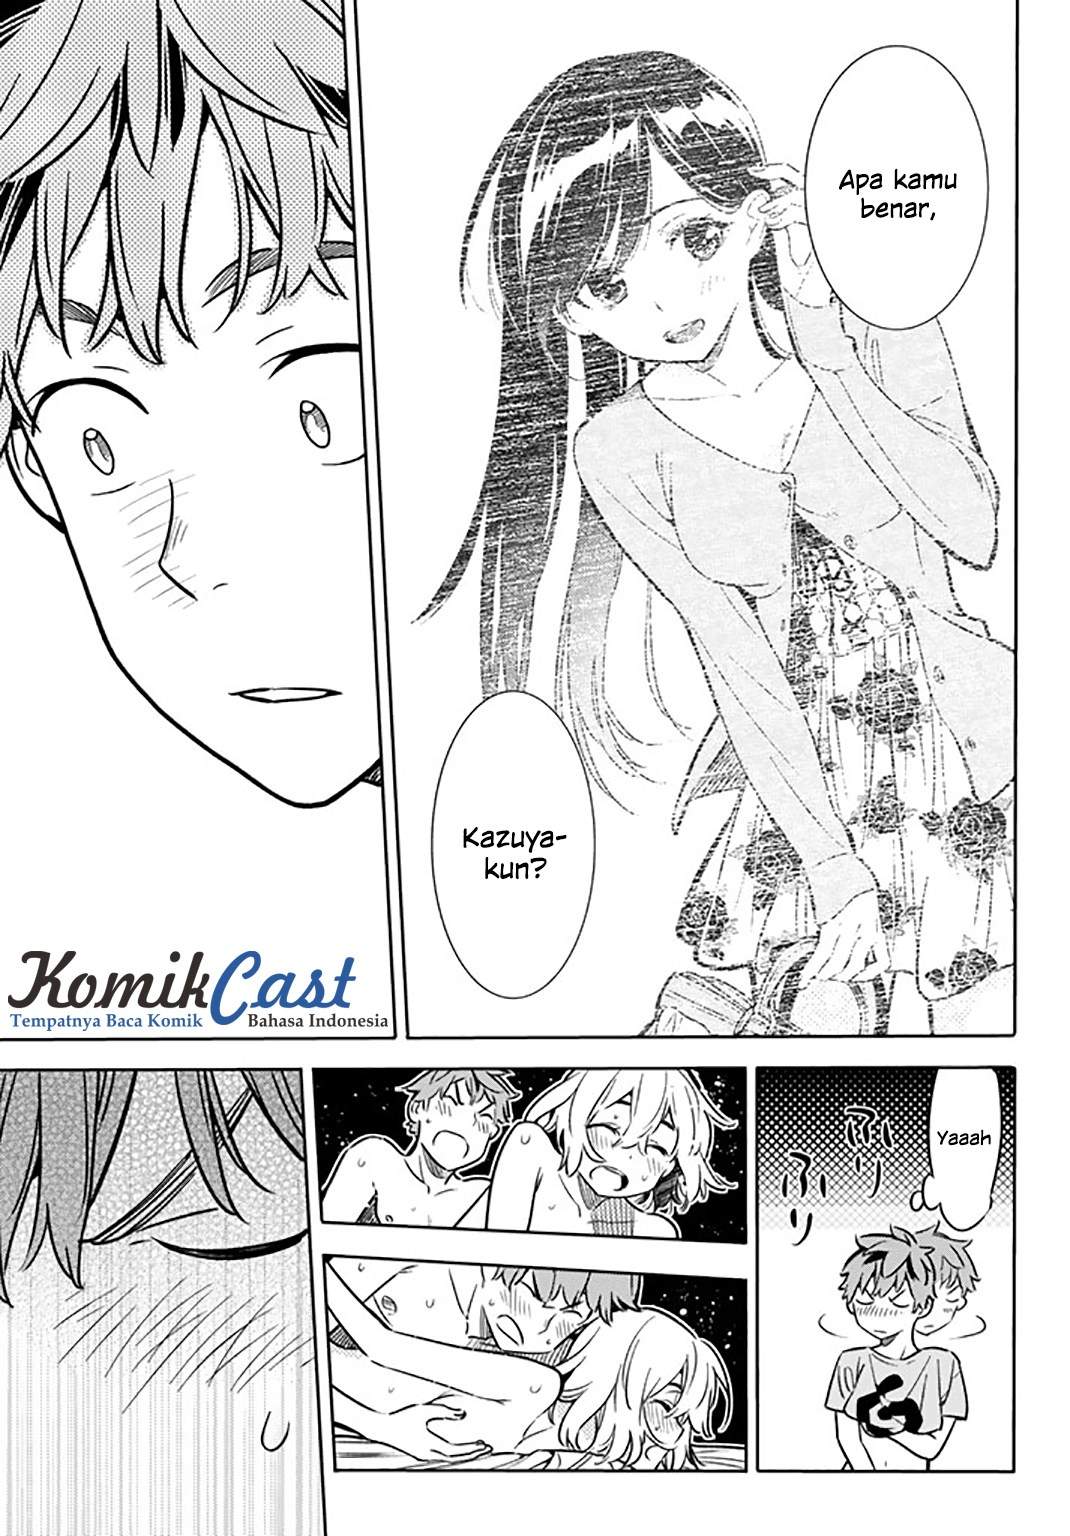 Apa kamu
benar,
Kazuya-
kun?
KomikCast
Tempatnya Baca Komik Bahasa Indonesia
Yaaah
ふり
ふり